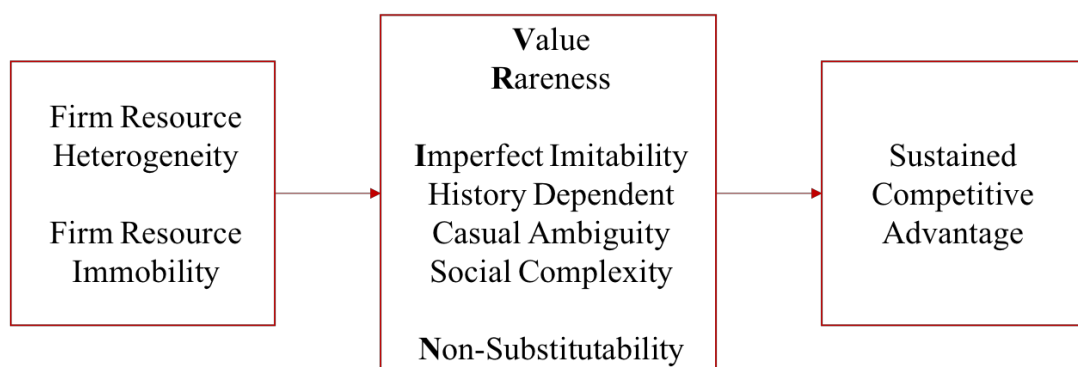 Firm Resource
Heterogeneity
Firm Resource
Immobility
Value
Rareness
Imperfect Imitability
History Dependent
Casual Ambiguity
Social Complexity
Non-Substitutability
Sustained
Competitive
Advantage